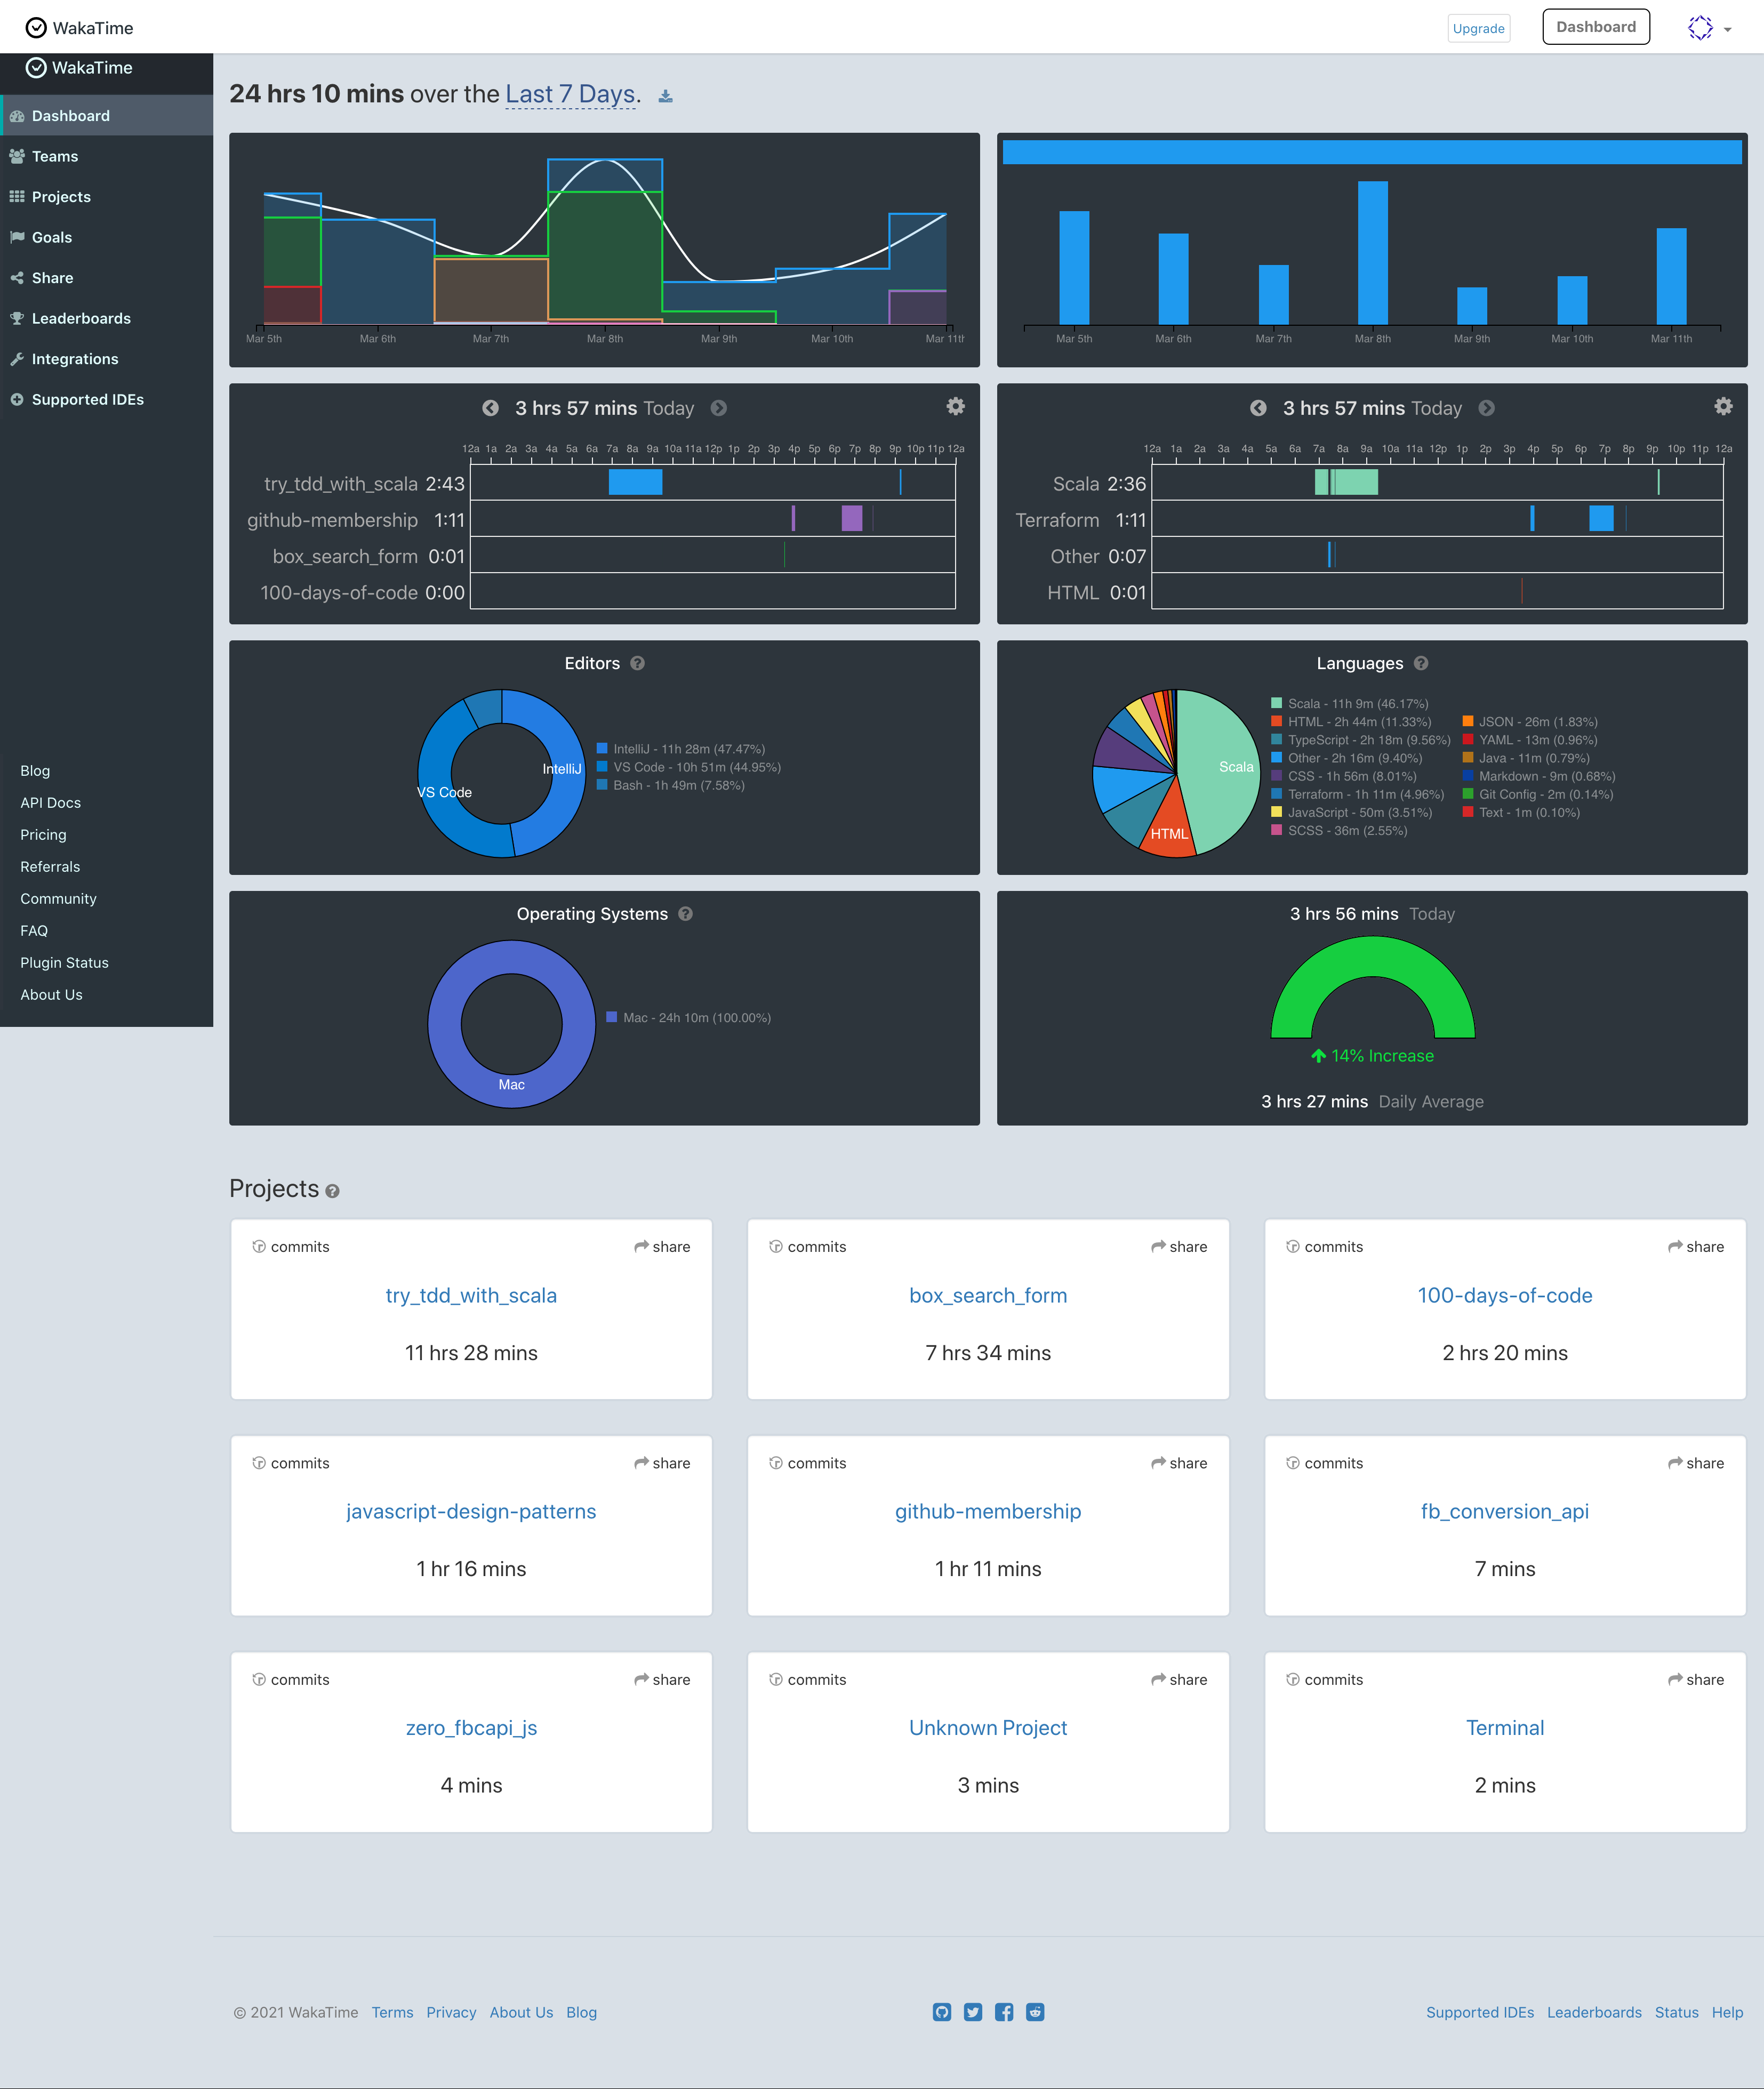 WakaTime
Upgrade
Dashboard
WakaTime
Dashboard
Teams
Projects
Goals
Share
Leaderboards
Integrations
Supported IDEs
Blog
API Docs
Pricing
Referrals
Community
FAQ
Plugin Status
About Us
24 hrs 10 mins over the Last 7 Days.
Mar 5th Mar 6th Mar 7th Mar 8th Mar 9th Mar 10th Mar 11th
Mar 5th Mar 6th Mar 7th Mar 8th Mar 9th Mar 10th Mar 11th
3 hrs 57 mins Today
12a 1a 2a 3a 4a 5a 6a 7a 8a 9a 10a 11a 12p 1p 2p 3p 4p 5p 6p 7p 8p 9p 10p 11p 12a
try_tdd_with_scala 2:43
github-membership 1:11
box_search_form 0:01
100-days-of-code 0:00
3 hrs 57 mins Today
12a 1a 2a 3a 4a 5a 6a 7a 8a 9a 10a 11a 12p 1p 2p 3p 4p 5p 6p 7p 8p 9p 10p 11p 12a
Scala 2:36
Terraform 1:11
Other 0:07
HTML 0:01
Editors
IntelliJ
VS Code
IntelliJ - 11h 28m (47.47%)
VS Code - 10h 51m (44.95%)
Bash - 1h 49m (7.58%)
Languages
Scala
HTML
Scala - 11h 9m (46.17%)
HTML - 2h 44m (11.33%)
TypeScript - 2h 18m (9.56%)
Other - 2h 16m (9.40%)
CSS - 1h 56m (8.01%)
Terraform - 1h 11m (4.96%)
JavaScript - 50m (3.51%)
SCSS - 36m (2.55%)
JSON - 26m (1.83%)
YAML - 13m (0.96%)
Java - 11m (0.79%)
Markdown - 9m (0.68%)
Git Config - 2m (0.14%)
Text - 1m (0.10%)
Operating Systems
Mac
Mac - 24h 10m (100.00%)
3 hrs 56 mins Today
14% Increase
3 hrs 27 mins Daily Average
Projects
commits share
try_tdd_with_scala
11 hrs 28 mins
commits share
box_search_form
7 hrs 34 mins
commits share
100-days-of-code
2 hrs 20 mins
commits share
javascript-design-patterns
1 hr 16 mins
commits share
github-membership
1 hr 11 mins
commits share
fb_conversion_api
7 mins
commits share
zero_fbcapi_js
4 mins
commits share
Unknown Project
3 mins
commits share
Terminal
2 mins
© 2021 WakaTime Terms Privacy About Us Blog
Supported IDEs Leaderboards Status Help